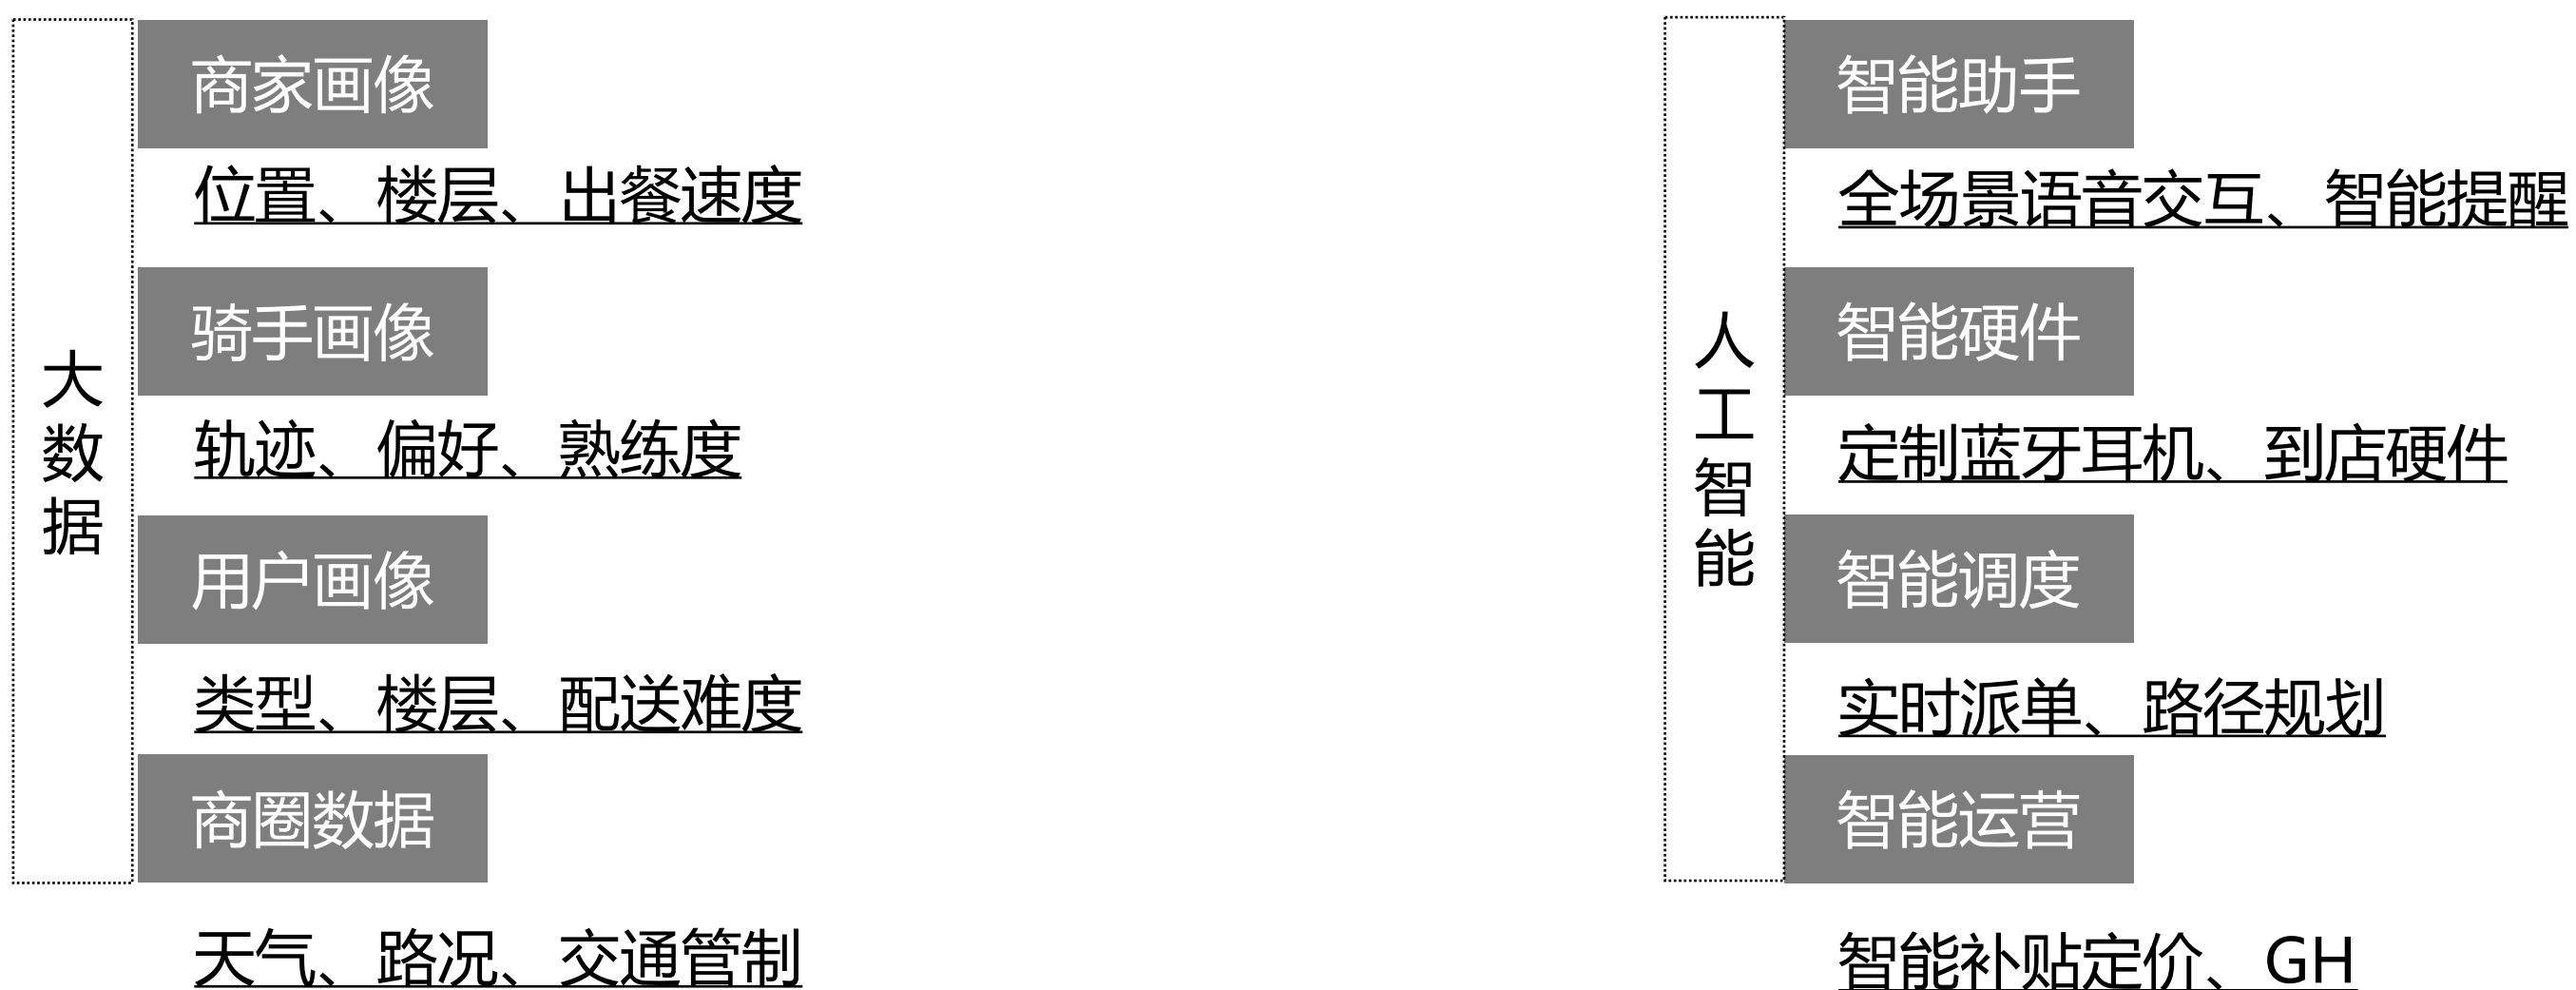 大数据
商家画像
位置、楼层、出餐速度
骑手画像
轨迹、偏好、熟练度
用户画像
类型、楼层、配送难度
商圈数据
天气、路况、交通管制
人工智能
智能助手
全场景语音交互、智能提醒
智能硬件
定制蓝牙耳机、到店硬件
智能调度
实时派单、路径规划
智能运营
智能补贴定价、GH